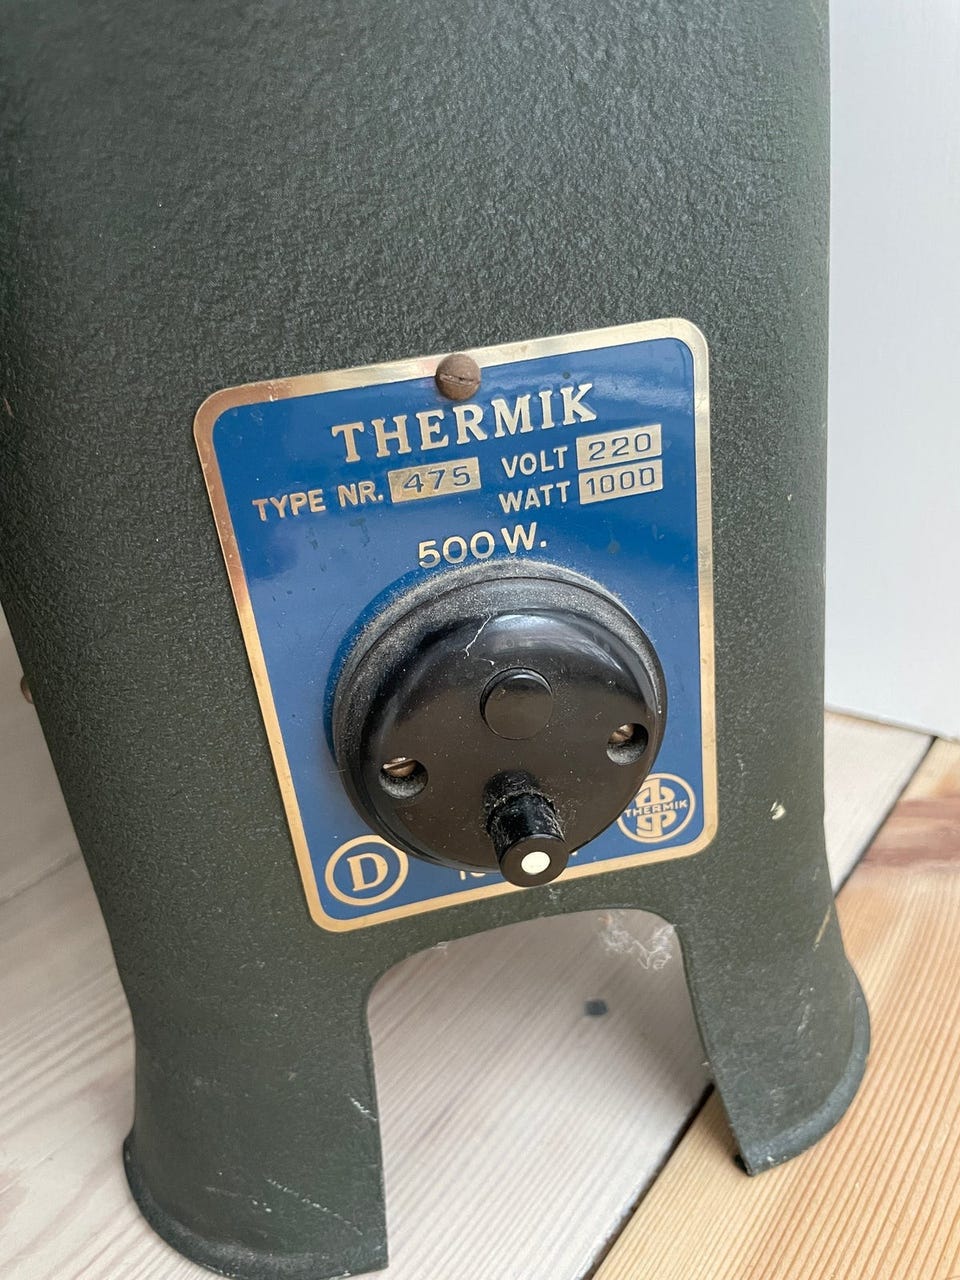 THERMIK
TYPE NR. 475
VOLT 220
WATT 1000
500 W.
D
THERMIK